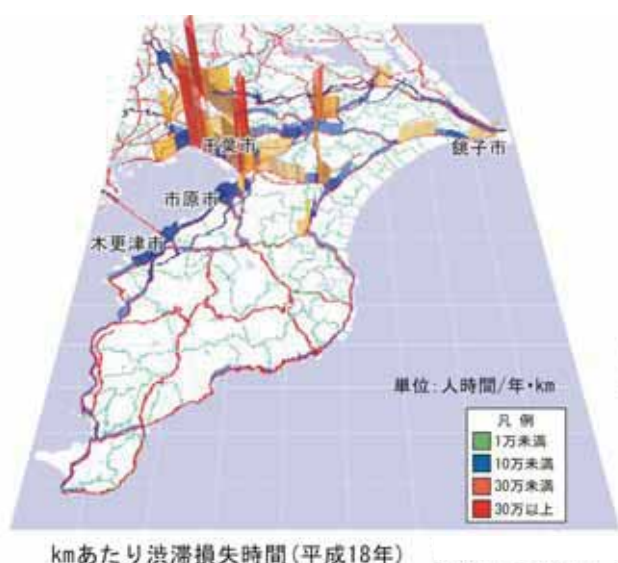 千葉市
銚子市
市原市
木更津市
単位:人時間/年・km
凡 例
1万未満
10万未満
30万未満
30万以上
kmあたり渋滞損失時間(平成18年)